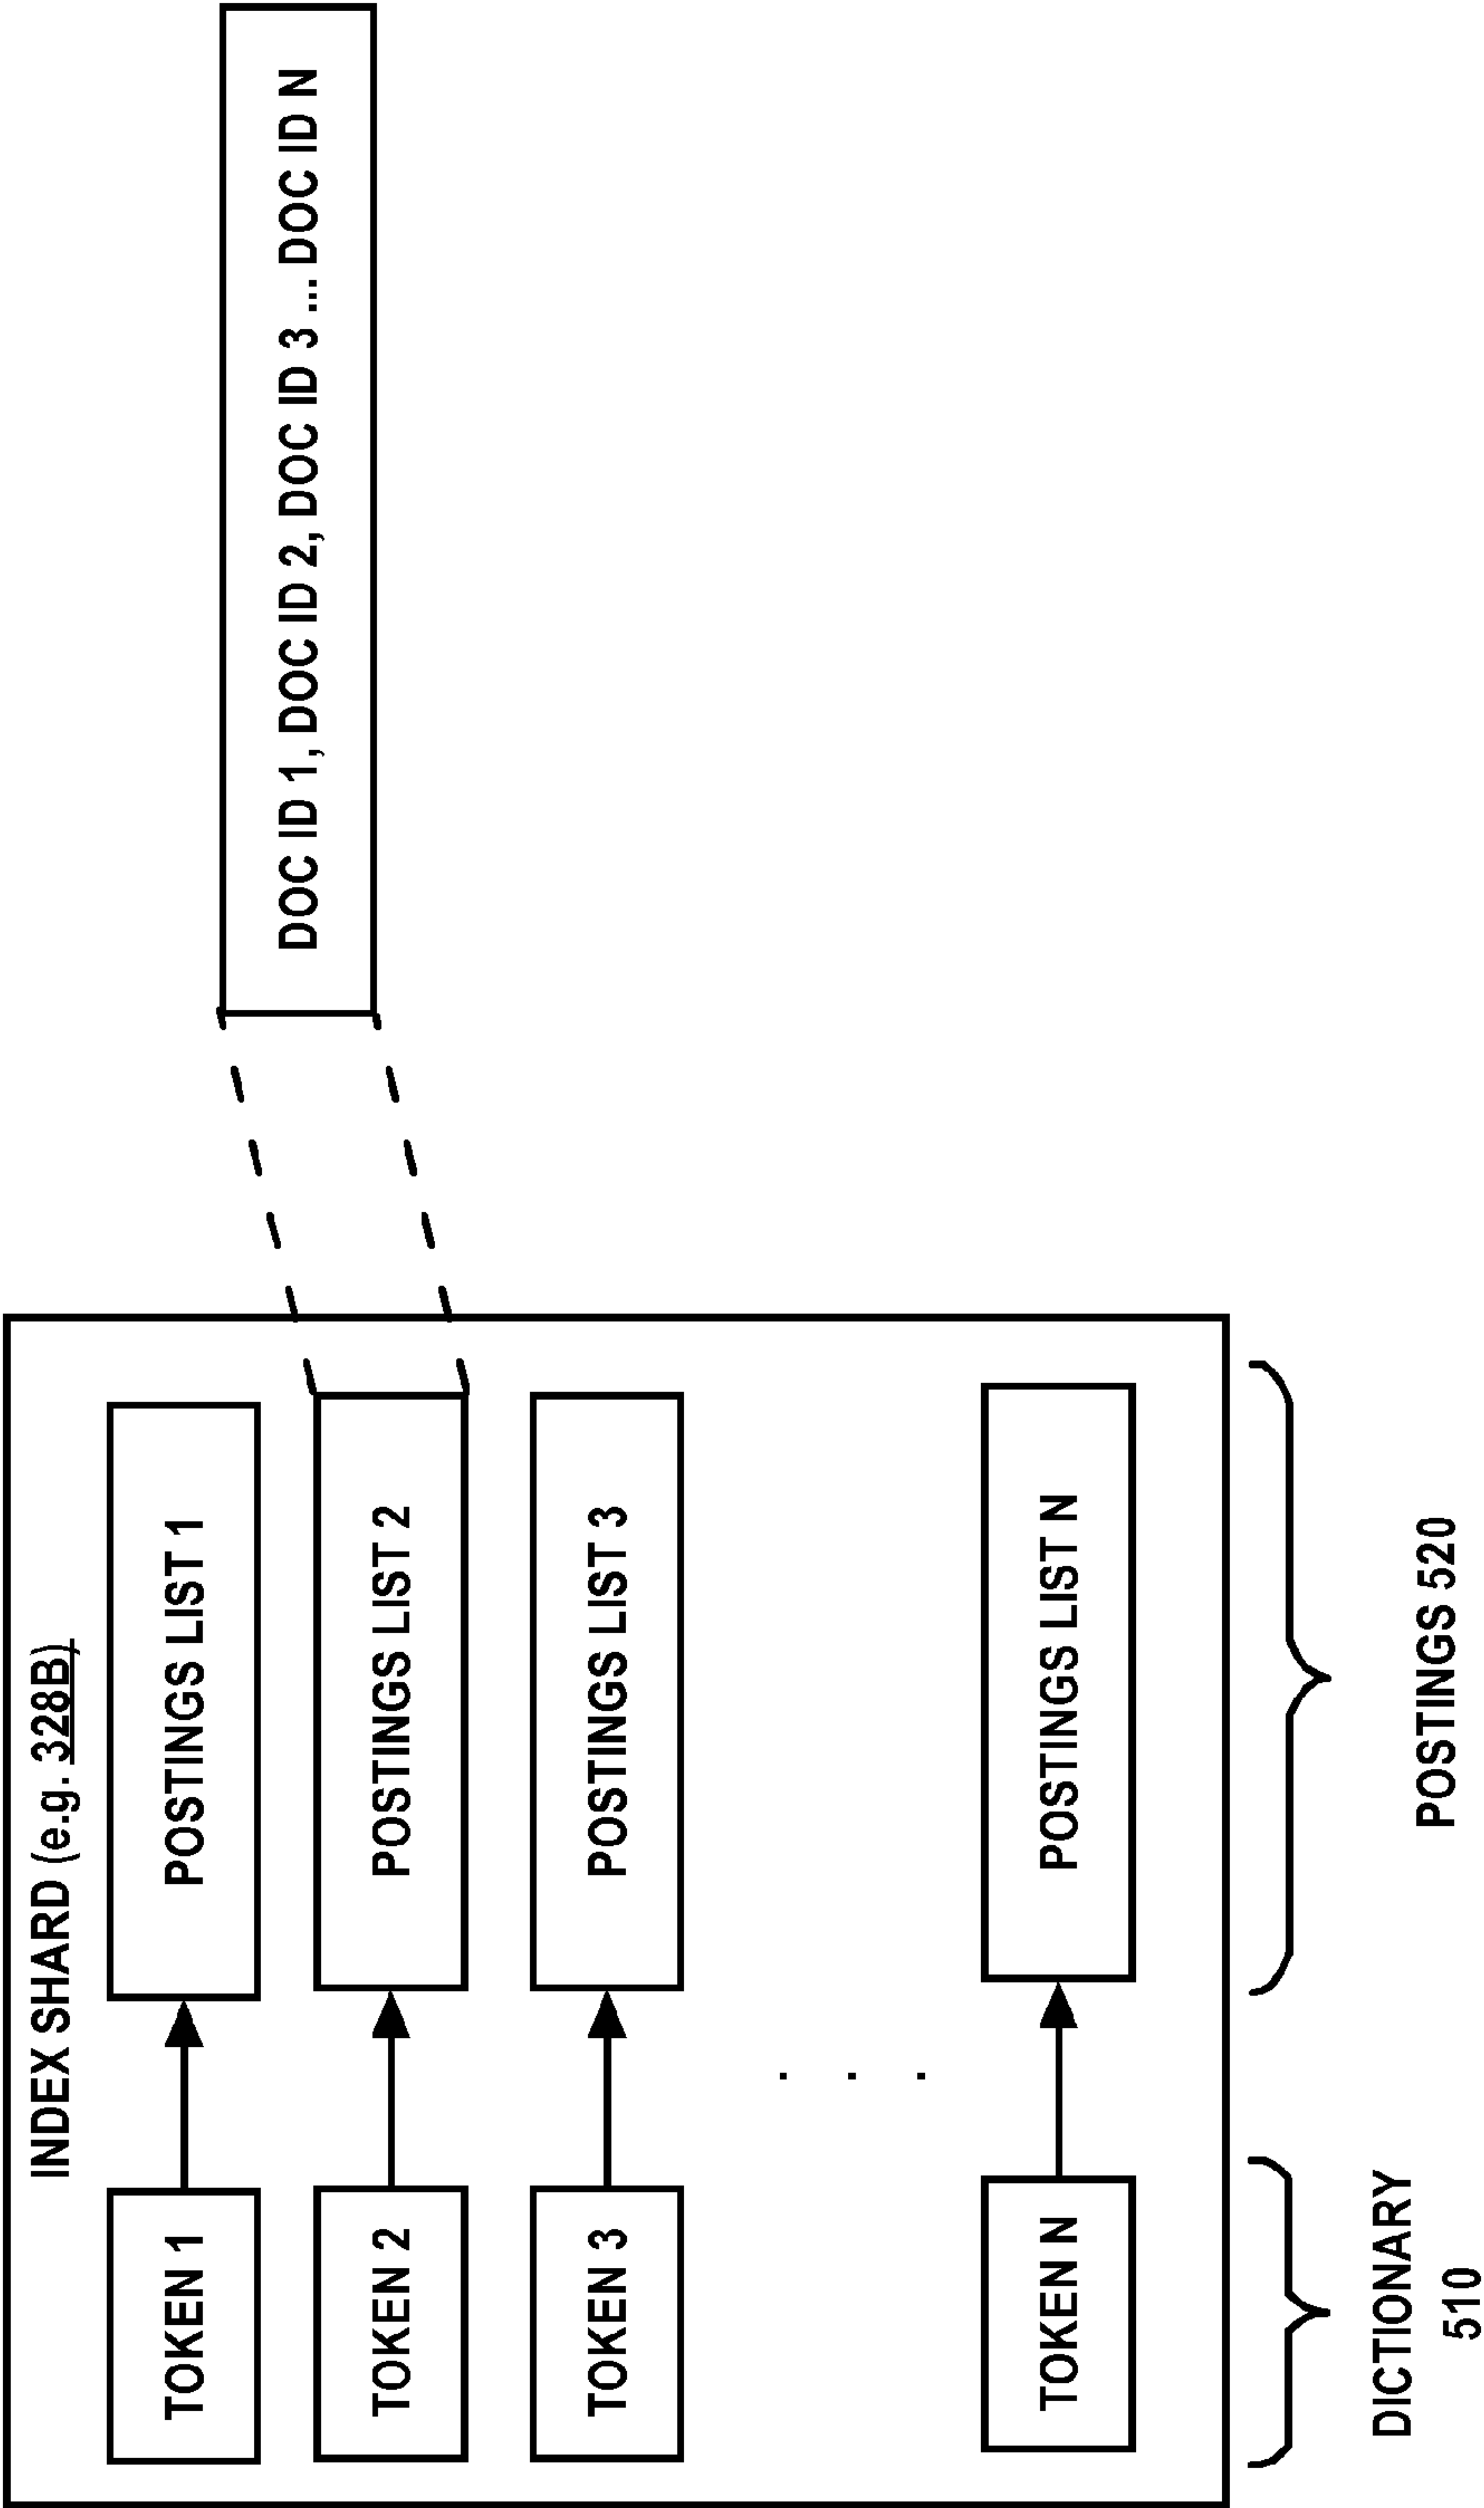 INDEX SHARD (e.g. 328B)
TOKEN 1
POSTINGS LIST 1
TOKEN 2
POSTINGS LIST 2
DOC ID 1, DOC ID 2, DOC ID 3 ... DOC ID N
TOKEN 3
POSTINGS LIST 3
. . .
TOKEN N
POSTINGS LIST N
DICTIONARY
510
POSTINGS 520